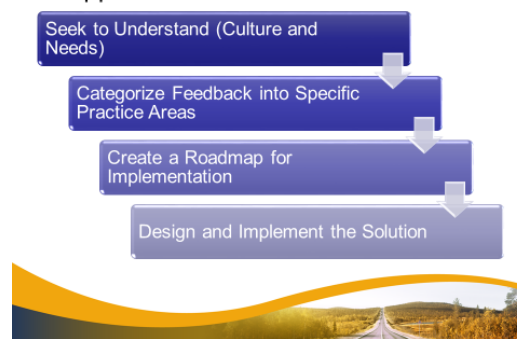 Seek to Understand (Culture and
Needs)
Categorize Feedback into Specific
Practice Areas
Create a Roadmap for
Implementation
Design and Implement the Solution